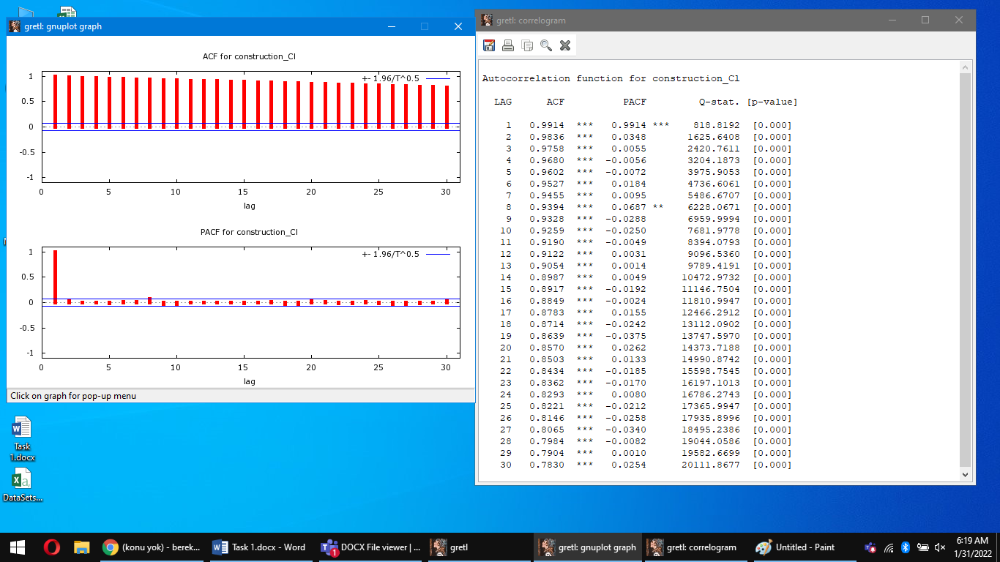 gretl: gnuplot graph
ACF for construction_Cl
+- 1.96/T^0.5
1
0.5
0
-0.5
-1
0 5 10 15 20 25 30
lag
PACF for construction_Cl
+- 1.96/T^0.5
1
0.5
0
-0.5
-1
0 5 10 15 20 25 30
lag
Click on graph for pop-up menu
gretl: correlogram
Autocorrelation function for construction_Cl
LAG ACF PACF Q-stat. [p-value]
1 0.9914 *** 0.9914 *** 818.8192 [0.000]
2 0.9836 *** 0.0348 1625.6408 [0.000]
3 0.9758 *** 0.0055 2420.7611 [0.000]
4 0.9680 *** -0.0056 3204.1873 [0.000]
5 0.9602 *** -0.0072 3975.9053 [0.000]
6 0.9527 *** 0.0184 4736.6061 [0.000]
7 0.9455 *** 0.0095 5486.6707 [0.000]
8 0.9394 *** 0.0687 ** 6228.0671 [0.000]
9 0.9328 *** -0.0288 6959.9994 [0.000]
10 0.9259 *** -0.0250 7681.9778 [0.000]
11 0.9190 *** -0.0049 8394.0793 [0.000]
12 0.9122 *** 0.0031 9096.5360 [0.000]
13 0.9054 *** 0.0014 9789.4191 [0.000]
14 0.8987 *** 0.0049 10472.9732 [0.000]
15 0.8917 *** -0.0192 11146.7504 [0.000]
16 0.8849 *** -0.0024 11810.9947 [0.000]
17 0.8783 *** 0.0155 12466.2912 [0.000]
18 0.8714 *** -0.0242 13112.0902 [0.000]
19 0.8639 *** -0.0375 13747.5970 [0.000]
20 0.8570 *** 0.0262 14373.7188 [0.000]
21 0.8503 *** 0.0133 14990.8742 [0.000]
22 0.8434 *** -0.0185 15598.7545 [0.000]
23 0.8362 *** -0.0170 16197.1013 [0.000]
24 0.8293 *** 0.0080 16786.2743 [0.000]
25 0.8221 *** -0.0212 17365.9947 [0.000]
26 0.8146 *** -0.0258 17935.8996 [0.000]
27 0.8065 *** -0.0340 18495.2386 [0.000]
28 0.7984 *** -0.0082 19044.0586 [0.000]
29 0.7904 *** 0.0010 19582.6699 [0.000]
30 0.7830 *** 0.0254 20111.8677 [0.000]
Task
1.docx
DataSets...
(konu yok) - berek...
Task 1.docx - Word
DOCX File viewer | ...
gretl
gretl: gnuplot graph
gretl: correlogram
Untitled - Paint
6:19 AM
1/31/2022